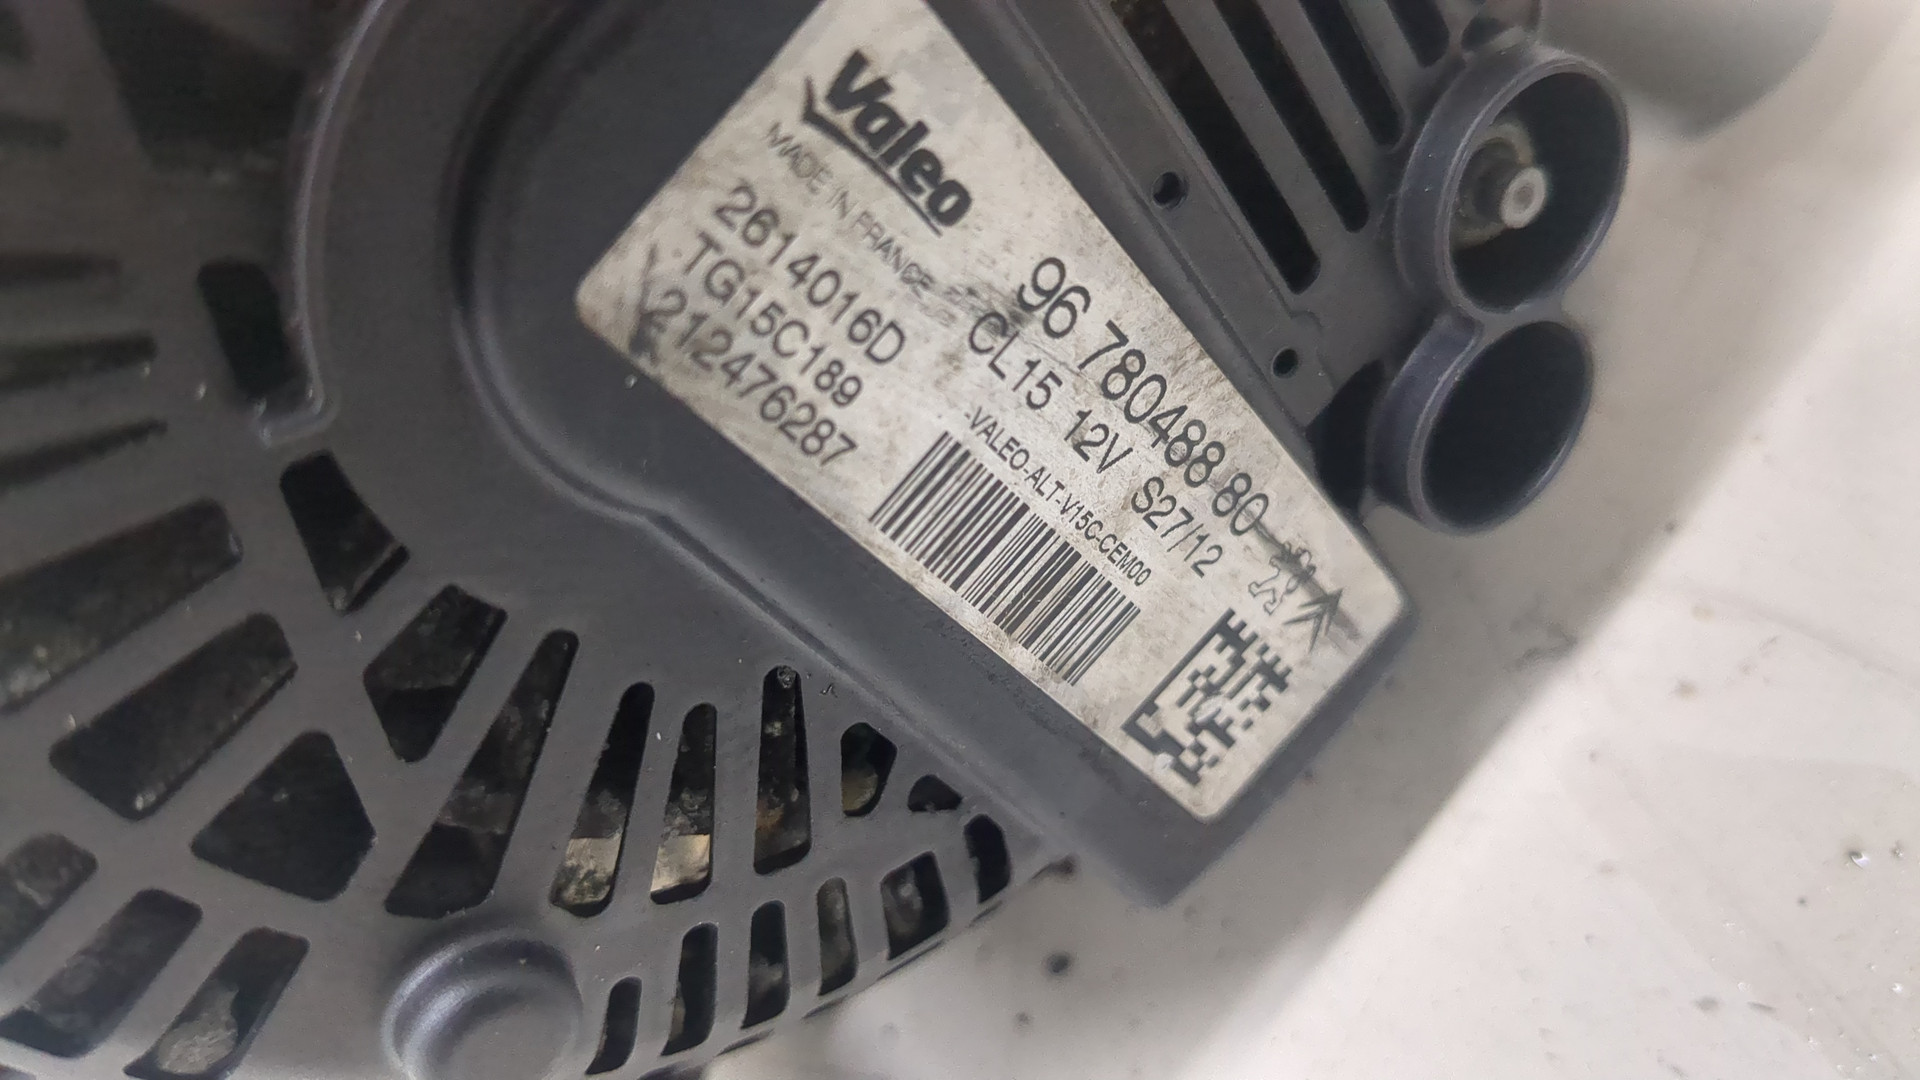 Valeo
MADE IN FRANCE
96 780488 80
CL15 12V S27/12
2614016D
TG15C189
212476287
-VALEO-ALT-V15C-CEM00